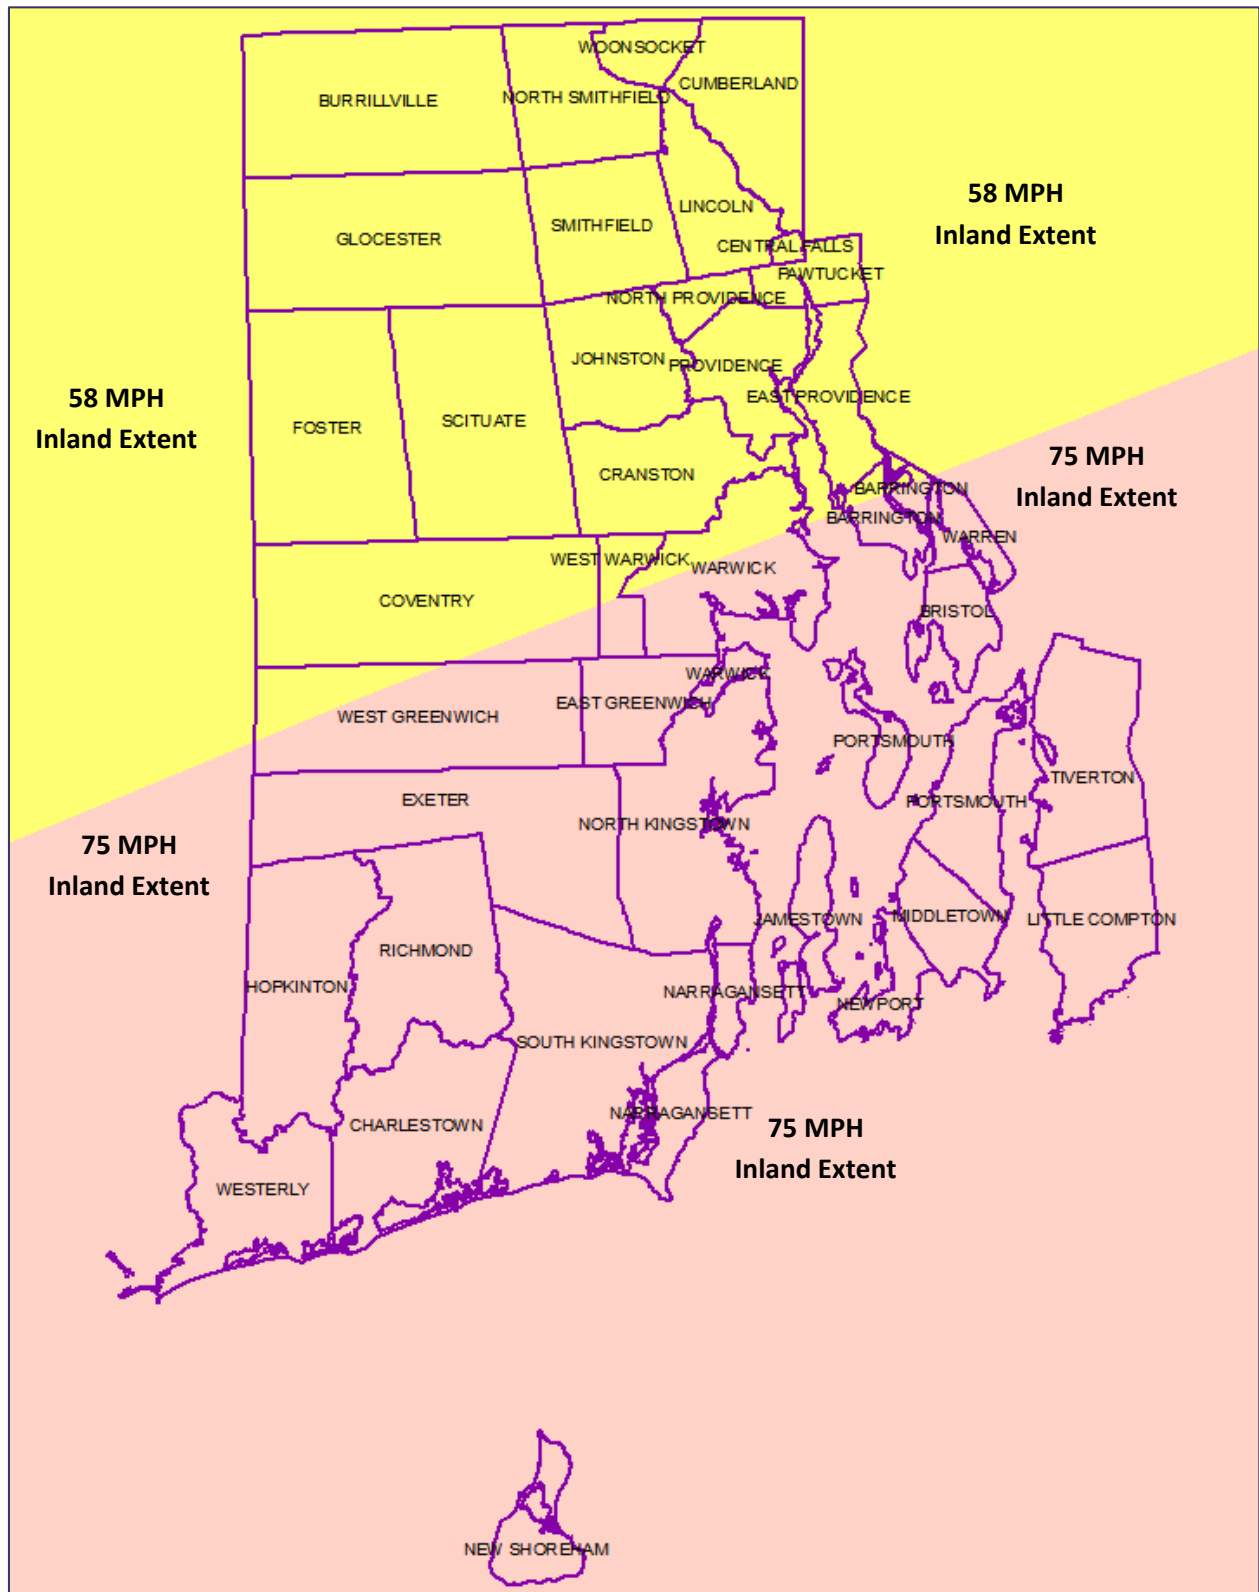 WOONSOCKET
CUMBERLAND
BURRILLVILLE
NORTH SMITHFIELD
58 MPH
Inland Extent
LINCOLN
SMITHFIELD
GLOCESTER
CENTRAL FALLS
PAWTUCKET
NORTH PROVIDENCE
JOHNSTON
PROVIDENCE
EAST PROVIDENCE
58 MPH
Inland Extent
FOSTER
SCITUATE
75 MPH
Inland Extent
CRANSTON
BARRINGTON
BARRINGTON
WARREN
WEST WARWICK
WARWICK
COVENTRY
BRISTOL
WARWICK
EAST GREENWICH
WEST GREENWICH
PORTSMOUTH
TIVERTON
EXETER
PORTSMOUTH
NORTH KINGSTOWN
75 MPH
Inland Extent
JAMESTOWN
MIDDLETOWN
LITTLE COMPTON
RICHMOND
HOPKINTON
NARRAGANSETT
NEWPORT
SOUTH KINGSTOWN
NARRAGANSETT
CHARLESTOWN
75 MPH
Inland Extent
WESTERLY
NEW SHOREHAM